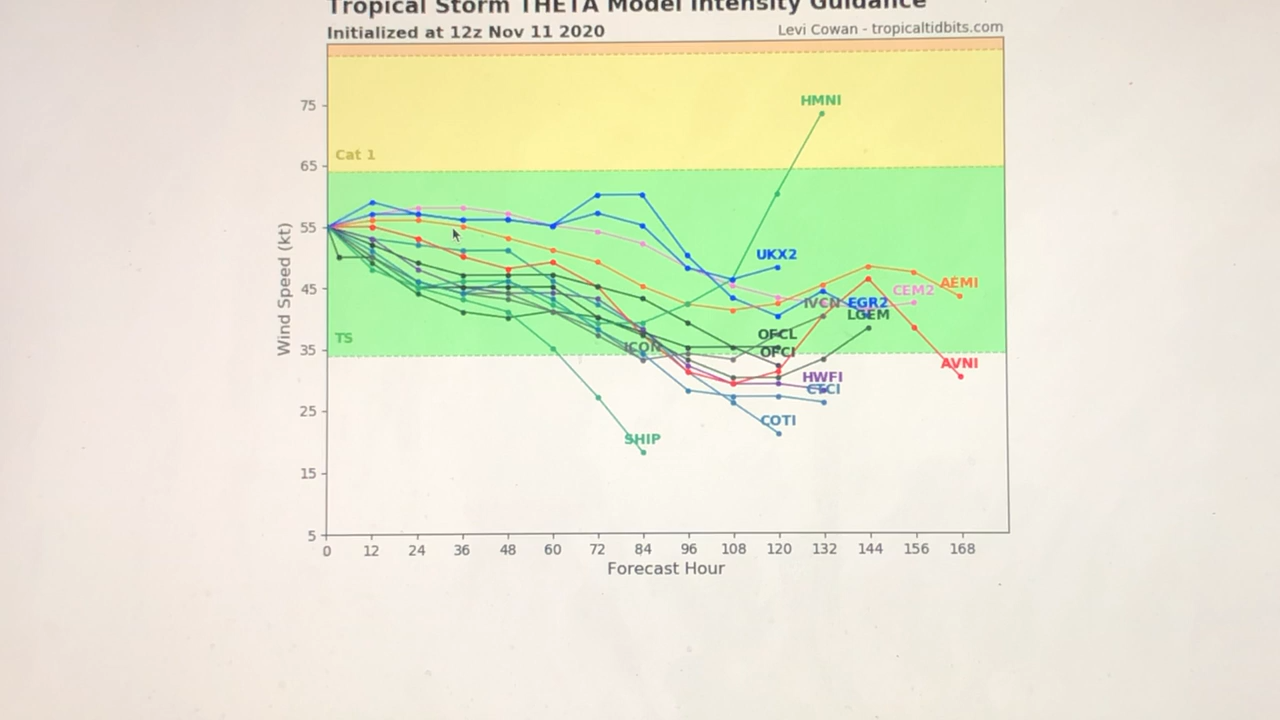 Tropical Storm THETA Model Intensity Guidance
Initialized at 12z Nov 11 2020
Levi Cowan - tropicaltidbits.com
75
HMNI
Cat 1
65
55
UKX2
45
AEMI
CEM2
IVCN
EGR2
LGEM
TS
OFCL
ICON
OFCI
35
AVNI
HWFI
CTCI
25
COTI
SHIP
15
5
Wind Speed (kt)
0 12 24 36 48 60 72 84 96 108 120 132 144 156 168
Forecast Hour